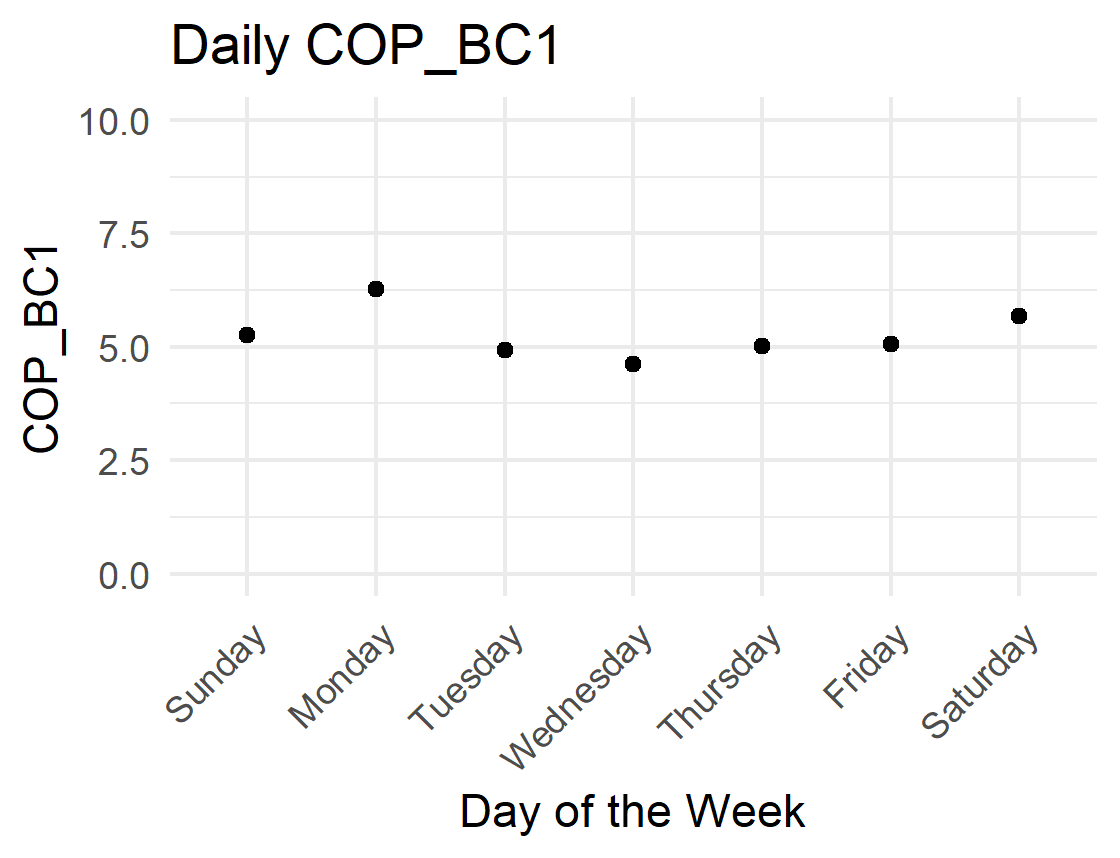 Daily COP_BC1
10.0
7.5
5.0
2.5
0.0
COP_BC1
Sunday
Monday
Tuesday
Wednesday
Thursday
Friday
Saturday
Day of the Week